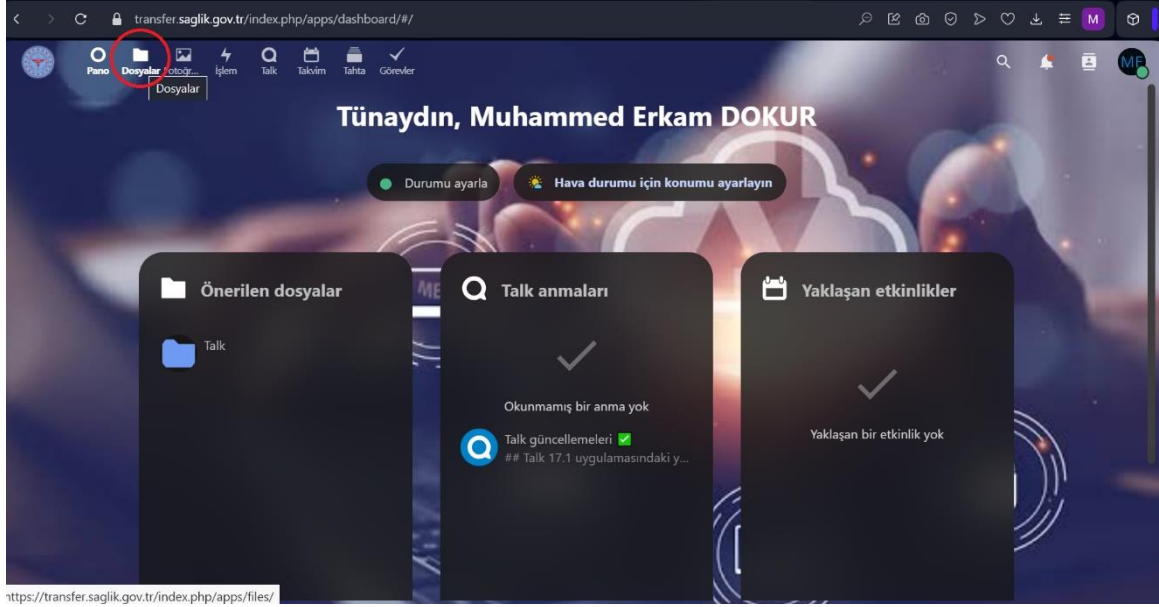 transfer.saglik.gov.tr/index.php/apps/dashboard/#/
M
Pano Dosyalar Fotoğr... İşlem Talk Takvim Tahta Görevler
ME
Dosyalar
Tünaydın, Muhammed Erkam DOKUR
Durumu ayarla Hava durumu için konumu ayarlayın
Önerilen dosyalar
Talk
Talk anmaları
Okunmamış bir anma yok
Talk güncellemeleri ✅
## Talk 17.1 uygulamasındaki y...
Yaklaşan etkinlikler
Yaklaşan bir etkinlik yok
https://transfer.saglik.gov.tr/index.php/apps/files/